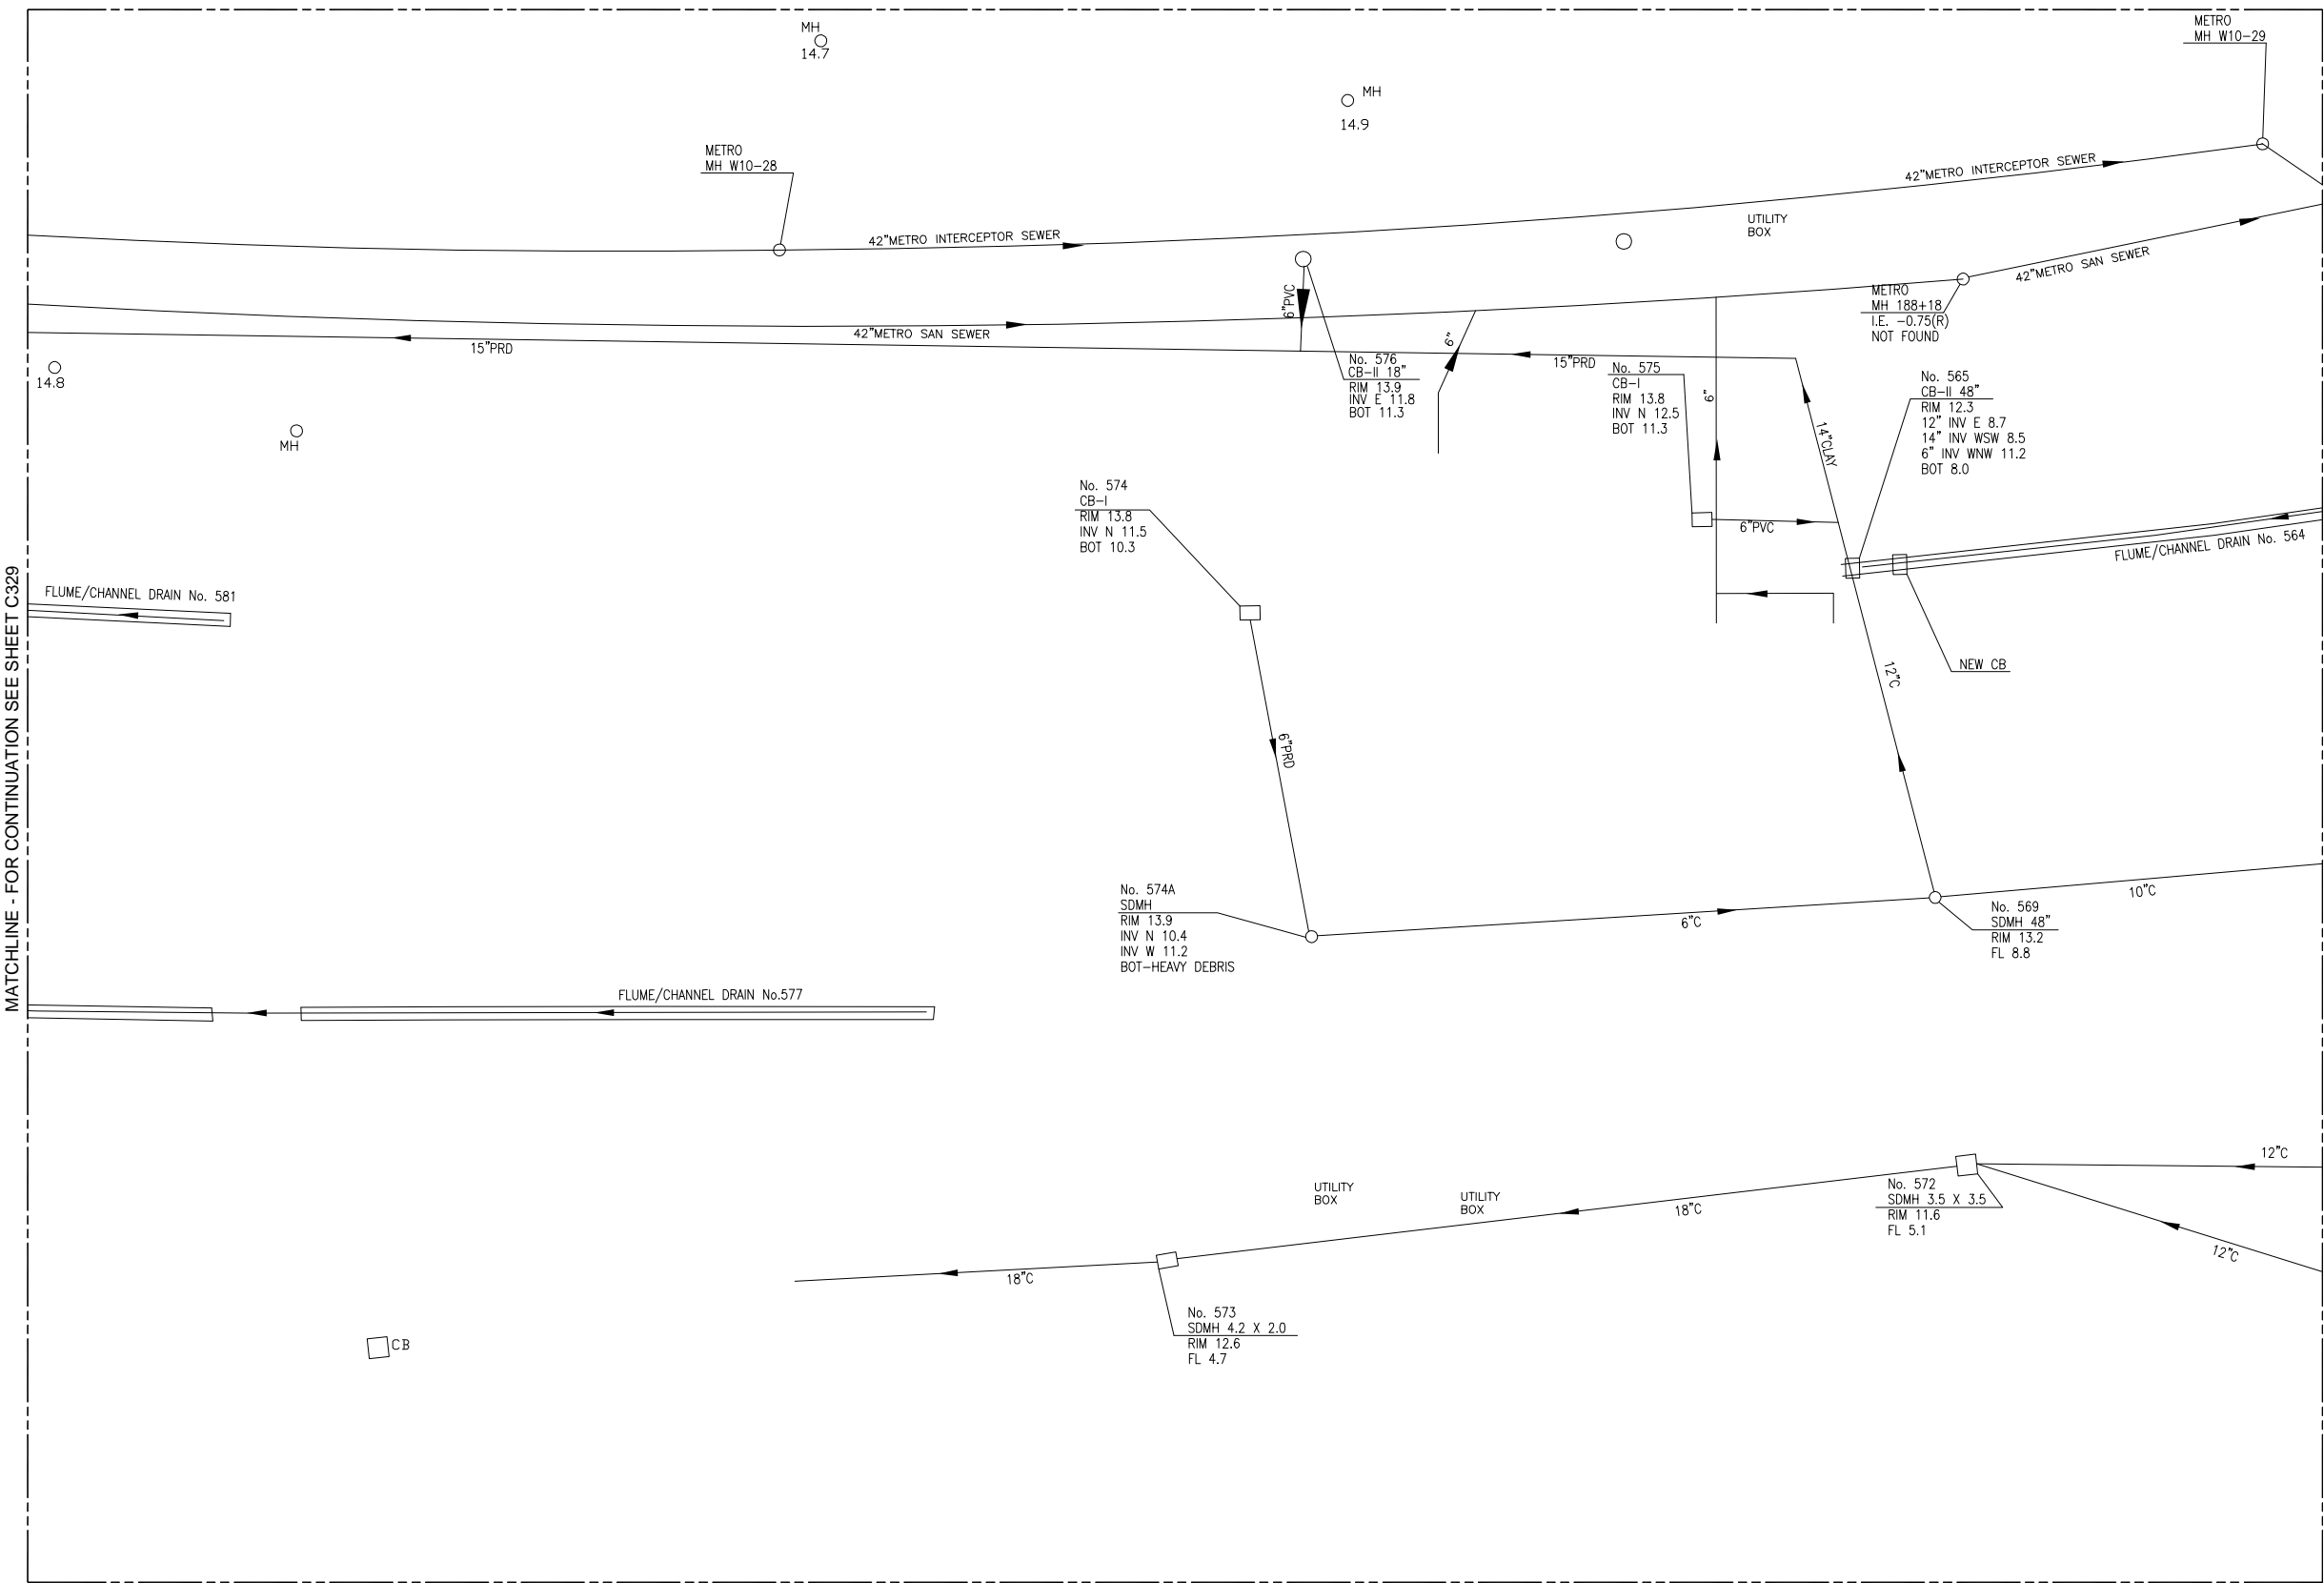 METRO
MH W10-29
MH
14.7
MH
14.9
METRO
MH W10-28
42"METRO INTERCEPTOR SEWER
42"METRO INTERCEPTOR SEWER
UTILITY
BOX
42"METRO SAN SEWER
METRO
MH 188+18
I.E. -0.75(R)
NOT FOUND
6"PVC
42"METRO SAN SEWER
15"PRD
6"
15"PRD
14.8
MH
No. 576
CB-II 18"
RIM 13.9
INV E 11.8
BOT 11.3
No. 575
CB-I
RIM 13.8
INV N 12.5
BOT 11.3
6"
14"CLAY
No. 565
CB-II 48"
RIM 12.3
12" INV E 8.7
14" INV WSW 8.5
6" INV WNW 11.2
BOT 8.0
No. 574
CB-I
RIM 13.8
INV N 11.5
BOT 10.3
6"PVC
FLUME/CHANNEL DRAIN No. 564
FLUME/CHANNEL DRAIN No. 581
NEW CB
12"C
6"PRD
MATCHLINE - FOR CONTINUATION SEE SHEET C329
No. 574A
SDMH
RIM 13.9
INV N 10.4
INV W 11.2
BOT-HEAVY DEBRIS
6"C
10"C
No. 569
SDMH 48"
RIM 13.2
FL 8.8
FLUME/CHANNEL DRAIN No.577
12"C
UTILITY
BOX
UTILITY
BOX
18"C
No. 572
SDMH 3.5 X 3.5
RIM 11.6
FL 5.1
12"C
18"C
No. 573
SDMH 4.2 X 2.0
RIM 12.6
FL 4.7
CB